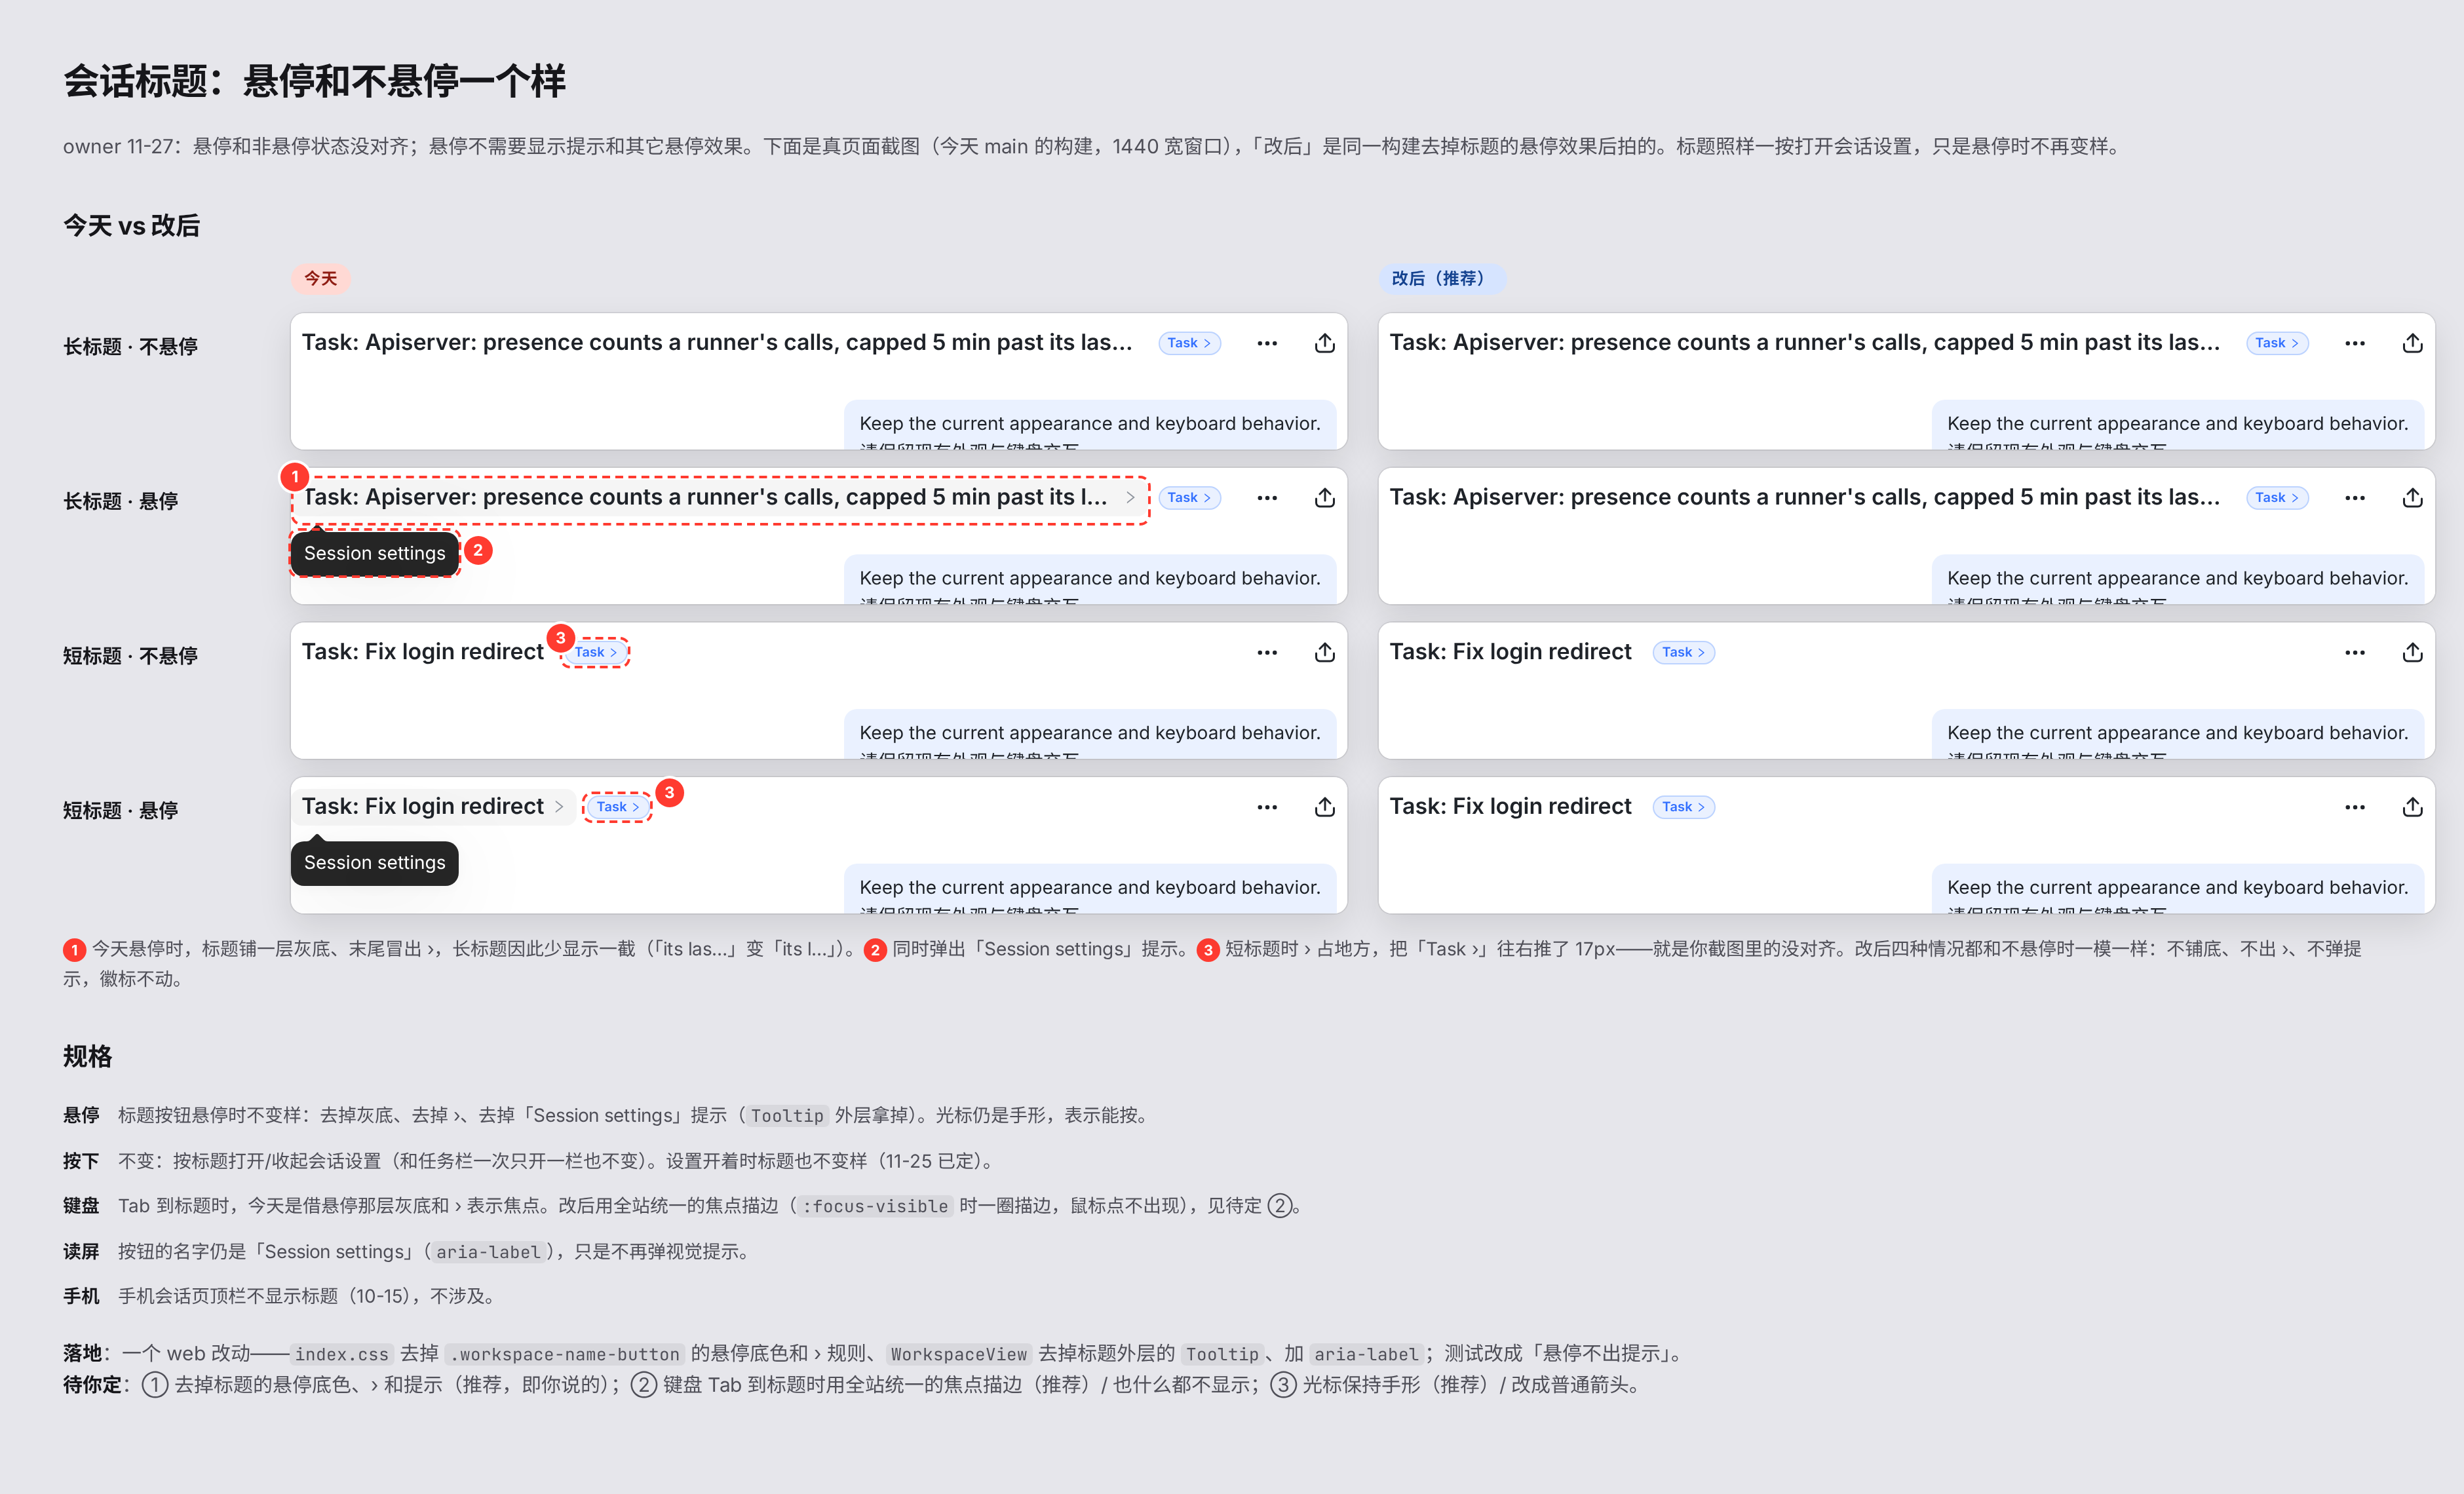 会话标题：悬停和不悬停一个样
owner 11-27：悬停和非悬停状态没对齐；悬停不需要显示提示和其它悬停效果。下面是真页面截图（今天 main 的构建，1440 宽窗口），「改后」是同一构建去掉标题的悬停效果后拍的。标题照样一按打开会话设置，只是悬停时不再变样。
今天 vs 改后
今天
改后（推荐）
长标题 · 不悬停
Task: Apiserver: presence counts a runner's calls, capped 5 min past its las...
Task >
Keep the current appearance and keyboard behavior.
Task: Apiserver: presence counts a runner's calls, capped 5 min past its las...
Task >
Keep the current appearance and keyboard behavior.
长标题 · 悬停
1
Task: Apiserver: presence counts a runner's calls, capped 5 min past its l... >
Task >
Session settings
2
Keep the current appearance and keyboard behavior.
Task: Apiserver: presence counts a runner's calls, capped 5 min past its las...
Task >
Keep the current appearance and keyboard behavior.
短标题 · 不悬停
Task: Fix login redirect
3
Task >
Keep the current appearance and keyboard behavior.
Task: Fix login redirect
Task >
Keep the current appearance and keyboard behavior.
短标题 · 悬停
Task: Fix login redirect >
Task >
3
Session settings
Keep the current appearance and keyboard behavior.
Task: Fix login redirect
Task >
Keep the current appearance and keyboard behavior.
1 今天悬停时，标题铺一层灰底、末尾冒出 ›，长标题因此少显示一截（「its las…」变「its l…」）。2 同时弹出「Session settings」提示。3 短标题时 › 占地方，把「Task ›」往右推了 17px——就是你截图里的没对齐。改后四种情况都和不悬停时一模一样：不铺底、不出 ›、不弹提
示，徽标不动。
规格
悬停 标题按钮悬停时不变样：去掉灰底、去掉 ›、去掉「Session settings」提示（Tooltip 外层拿掉）。光标仍是手形，表示能按。
按下 不变：按标题打开/收起会话设置（和任务栏一次只开一栏也不变）。设置开着时标题也不变样（11-25 已定）。
键盘 Tab 到标题时，今天是借悬停那层灰底和 › 表示焦点。改后用全站统一的焦点描边（:focus-visible 时一圈描边，鼠标点不出现），见待定 ②。
读屏 按钮的名字仍是「Session settings」（aria-label），只是不再弹视觉提示。
手机 手机会话页顶栏不显示标题（10-15），不涉及。
落地：一个 web 改动——index.css 去掉 .workspace-name-button 的悬停底色和 › 规则、WorkspaceView 去掉标题外层的 Tooltip、加 aria-label；测试改成「悬停不出提示」。
待你定：① 去掉标题的悬停底色、› 和提示（推荐，即你说的）；② 键盘 Tab 到标题时用全站统一的焦点描边（推荐）/ 也什么都不显示；③ 光标保持手形（推荐）/ 改成普通箭头。